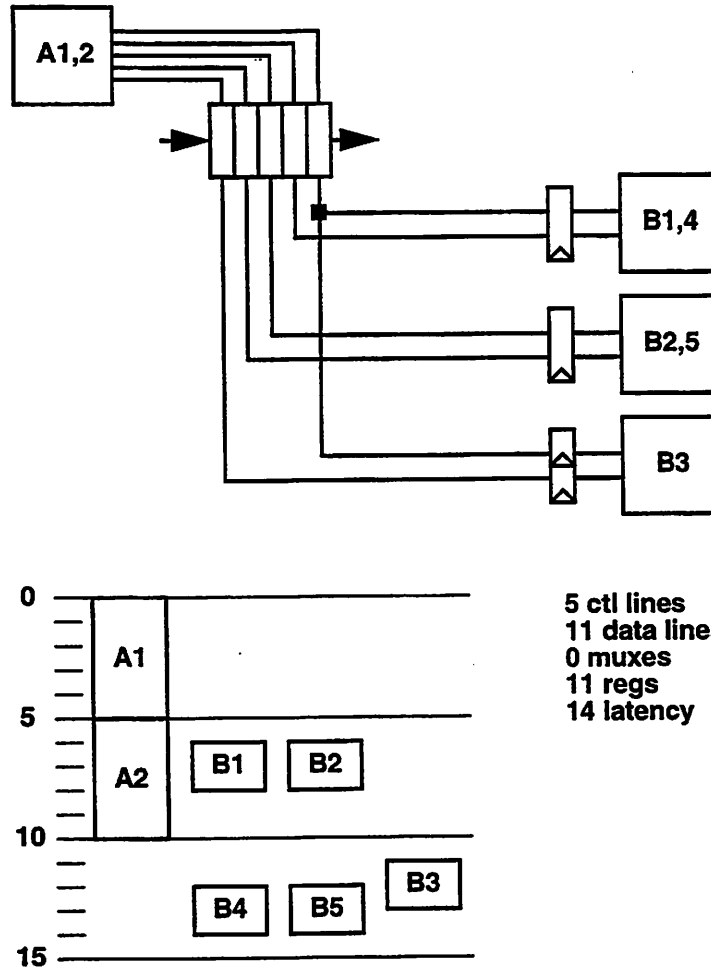 A1,2
B1,4
B2,5
B3
0
5 ctl lines
11 data line
0 muxes
11 regs
14 latency
A1
5
A2
B1
B2
10
B3
B4
B5
15